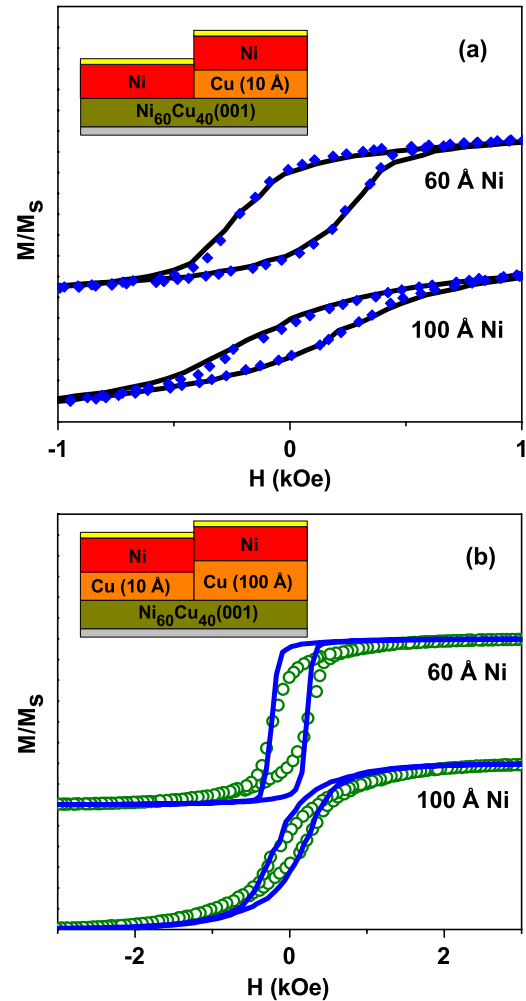 (a)
Ni
Ni
Cu (10 Å)
Ni60Cu40(001)
60 Å Ni
100 Å Ni
M/MS
-1
0
1
H (kOe)
(b)
Ni
Ni
Cu (10 Å)
Cu (100 Å)
Ni60Cu40(001)
60 Å Ni
100 Å Ni
M/MS
-2
0
2
H (kOe)